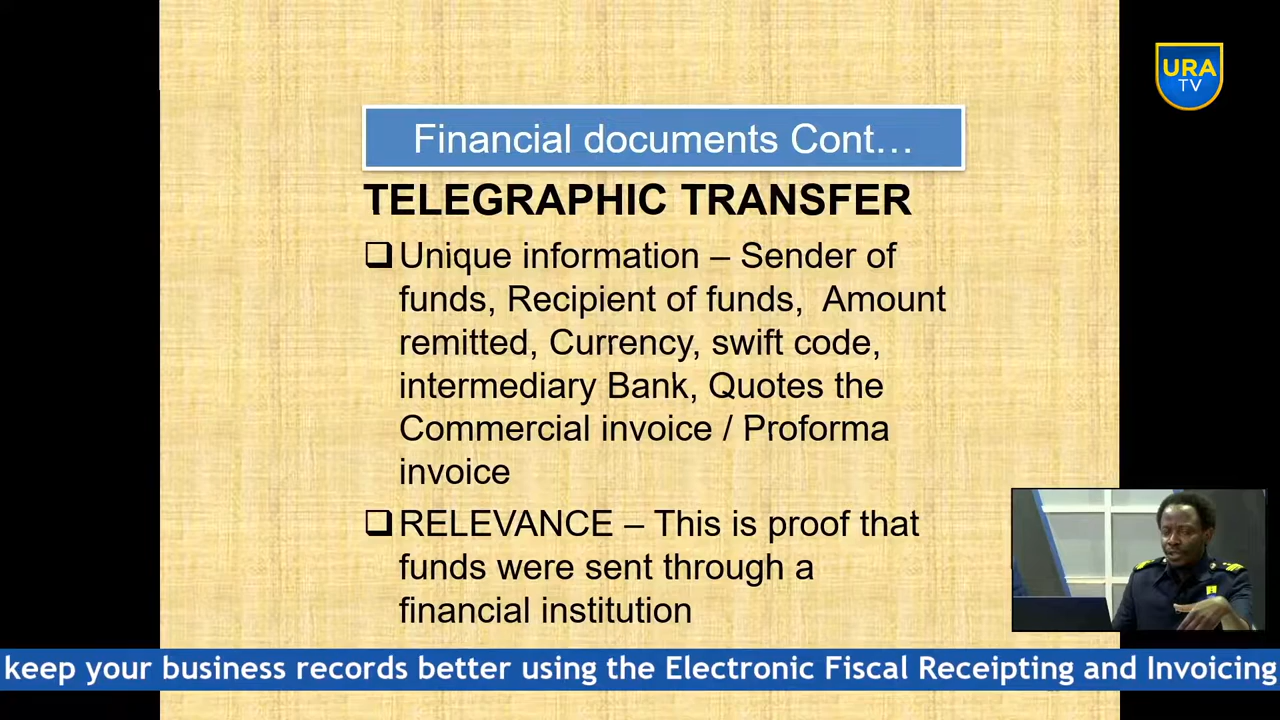 URA
TV
Financial documents Cont…
TELEGRAPHIC TRANSFER
Unique information – Sender of
funds, Recipient of funds, Amount
remitted, Currency, swift code,
intermediary Bank, Quotes the
Commercial invoice / Proforma
invoice
RELEVANCE – This is proof that
funds were sent through a
financial institution
keep your business records better using the Electronic Fiscal Receipting and Invoicing